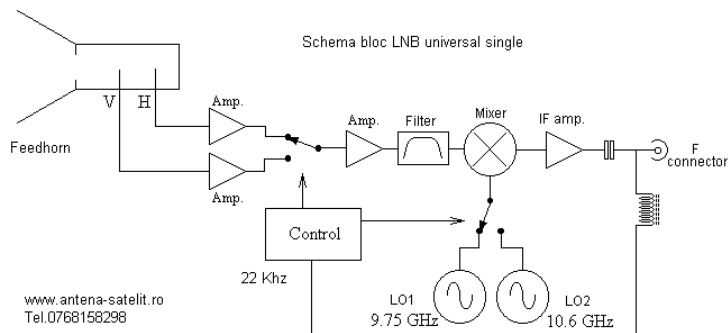 Schema bloc LNB universal single
V H
Feedhorn
Amp.
Amp.
Amp.
Filter
Mixer
IF amp.
F
connector
Control
22 Khz
LO1
9.75 GHz
LO2
10.6 GHz
www.antena-satelit.ro
Tel.0768158298